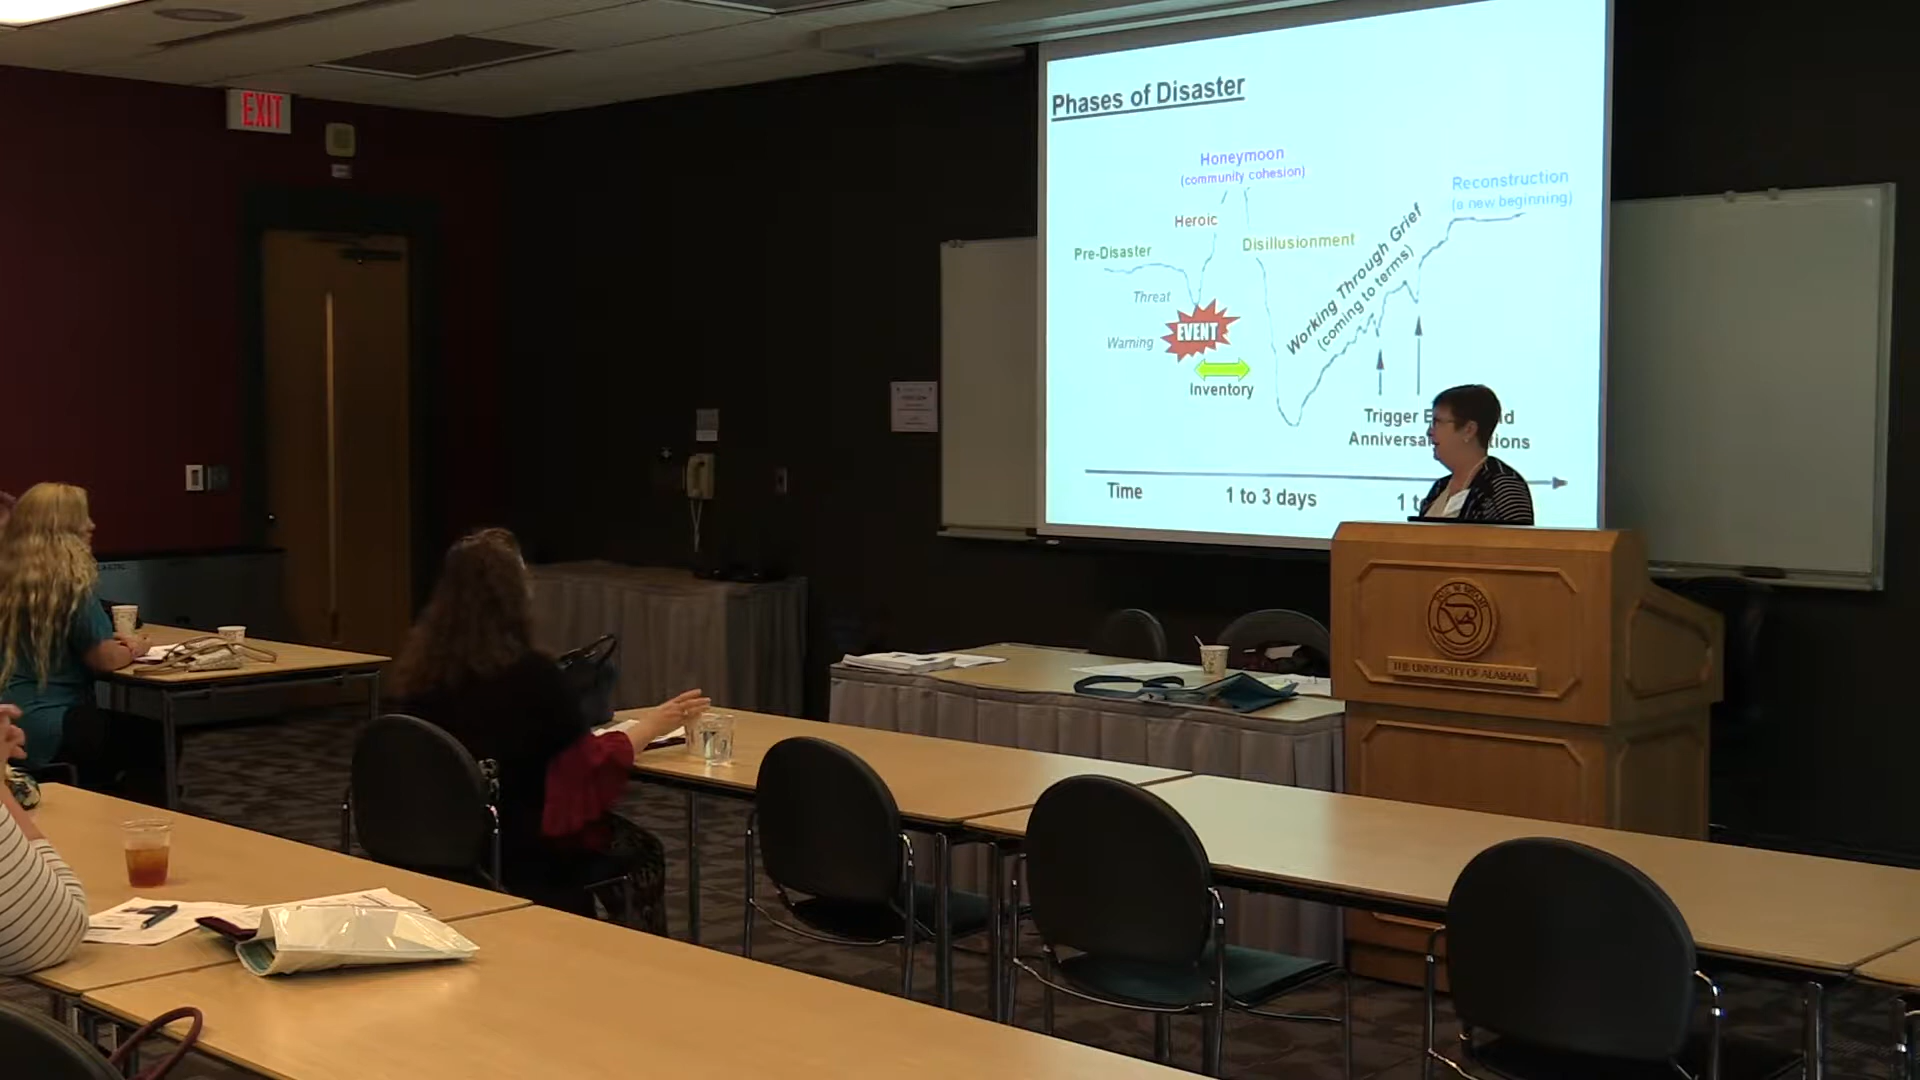 EXIT
Phases of Disaster
Honeymoon
(community cohesion)
Reconstruction
(a new beginning)
Heroic
Disillusionment
Pre-Disaster
Working Through Grief
(coming to terms)
Threat
EVENT
Warning
Inventory
Trigger
Time
1 to 3 days
THE UNIVERSITY OF ALABAMA